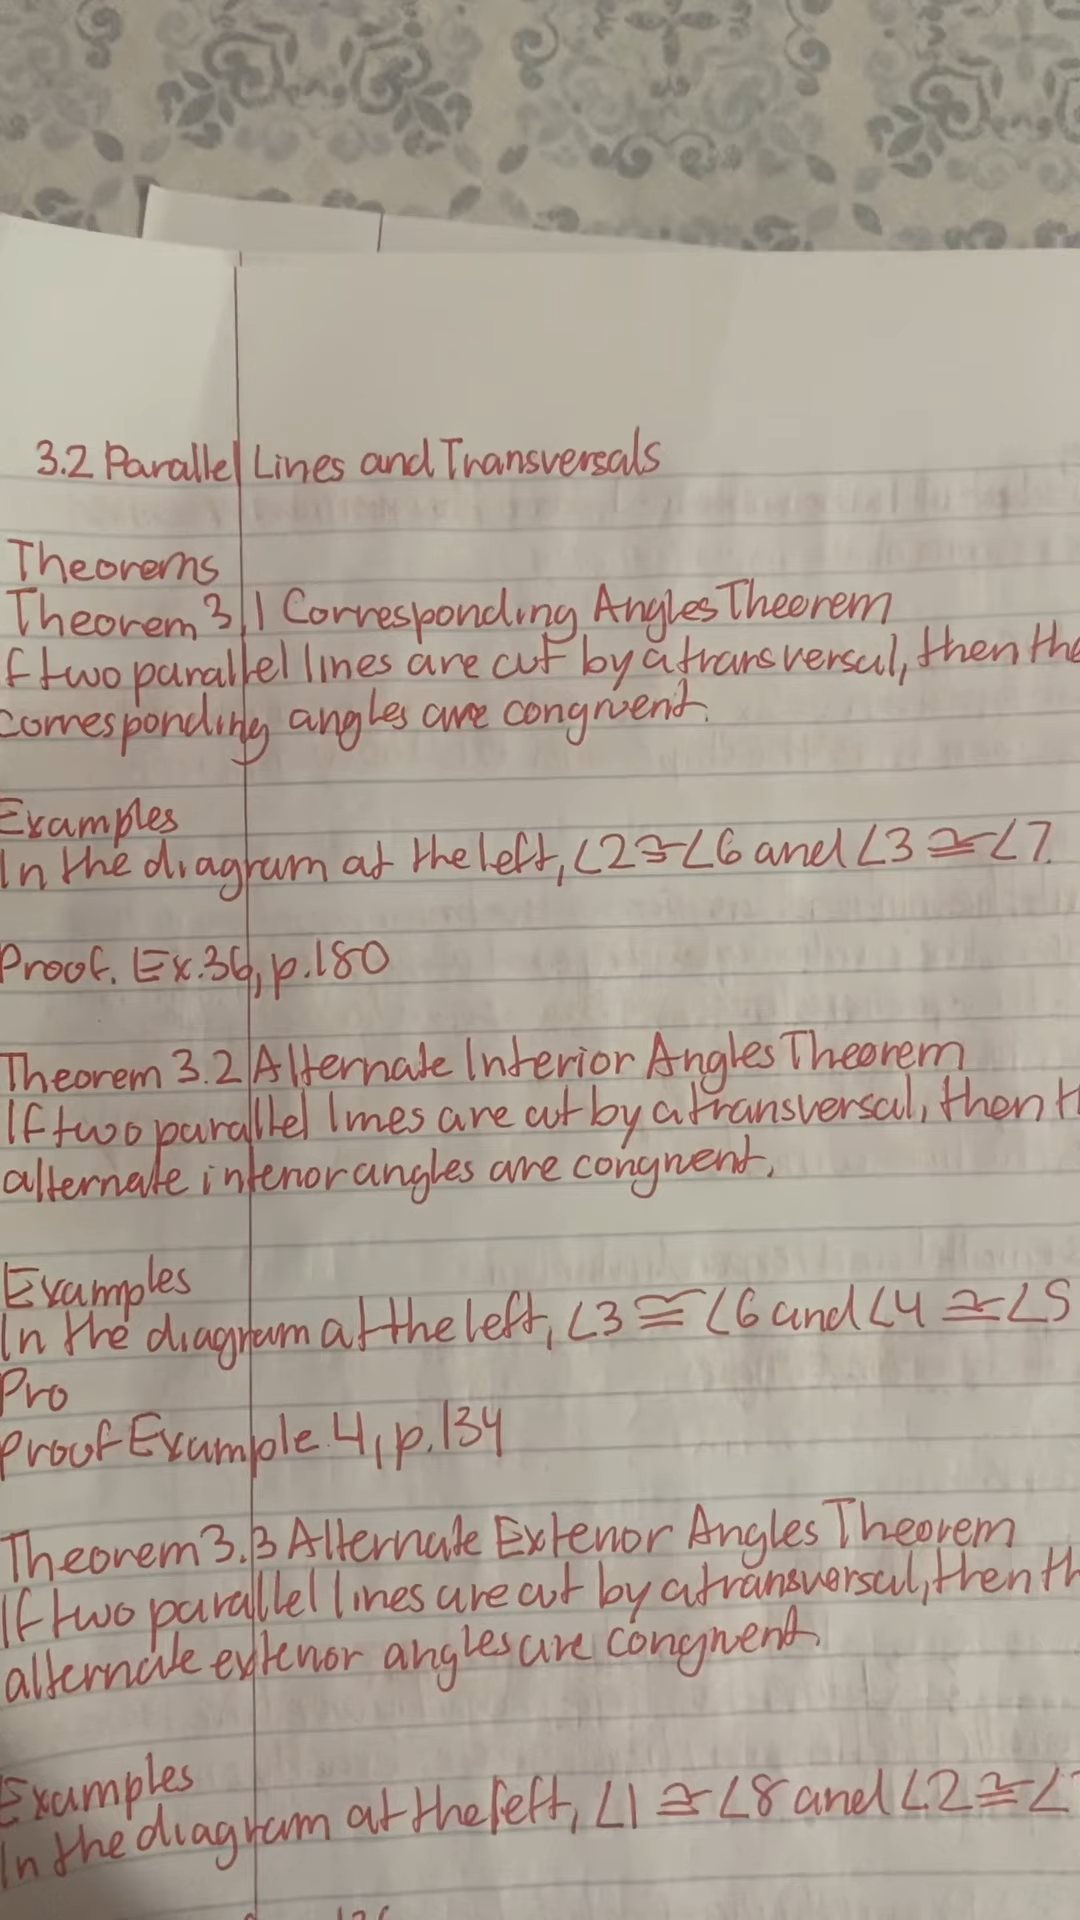 3.2 Parallel Lines and Transversals
Theorems
Theorem 3.1 Corresponding Angles Theorem
f two parallel lines are cut by a transversal, then the
corresponding angles are congruent.
Examples
In the diagram at the left, ∠2≅∠6 and ∠3≅∠7.
Proof. Ex.36, p.180
Theorem 3.2 Alternate Interior Angles Theorem
If two parallel lines are cut by a transversal, then th
alternate interior angles are congruent.
Examples
In the diagram at the left, ∠3≅∠6 and ∠4≅∠5
Pro
Proof Example 4, p.134
Theorem 3.3 Alternate Exterior Angles Theorem
If two parallel lines are cut by a transversal, then th
alternate exterior angles are congruent.
Examples
In the diagram at the left, ∠1≅∠8 and ∠2≅∠